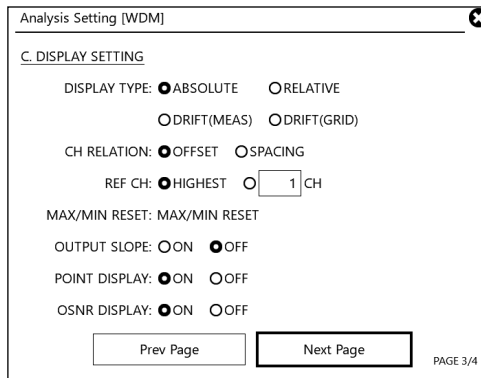 Analysis Setting [WDM]
C. DISPLAY SETTING
DISPLAY TYPE: ABSOLUTE RELATIVE
DRIFT(MEAS) DRIFT(GRID)
CH RELATION: OFFSET SPACING
REF CH: HIGHEST 1 CH
MAX/MIN RESET: MAX/MIN RESET
OUTPUT SLOPE: ON OFF
POINT DISPLAY: ON OFF
OSNR DISPLAY: ON OFF
Prev Page Next Page PAGE 3/4